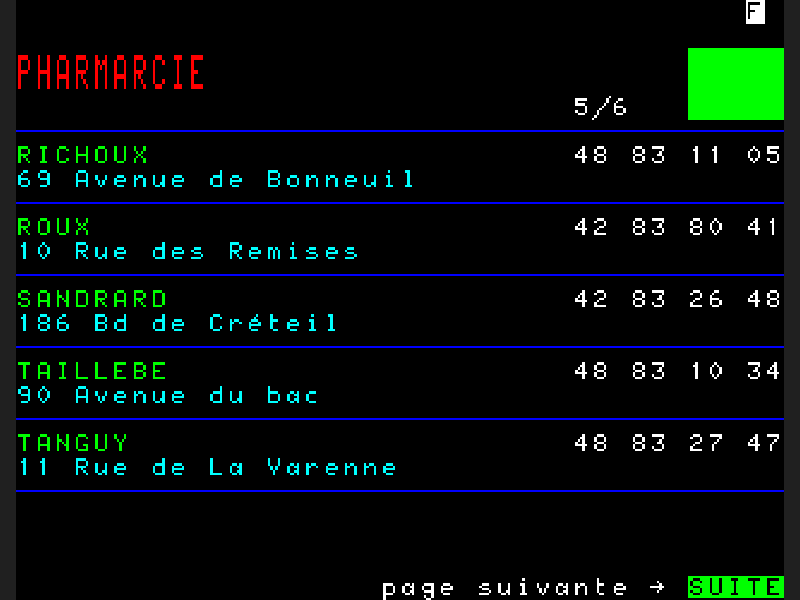 F
PHARMARCIE
5/6
RICHOUX 48 83 11 05
69 Avenue de Bonneuil
ROUX 42 83 80 41
10 Rue des Remises
SANDRARD 42 83 26 48
186 Bd de Créteil
TAILLEBE 48 83 10 34
90 Avenue du bac
TANGUY 48 83 27 47
11 Rue de La Varenne
page suivante → SUITE